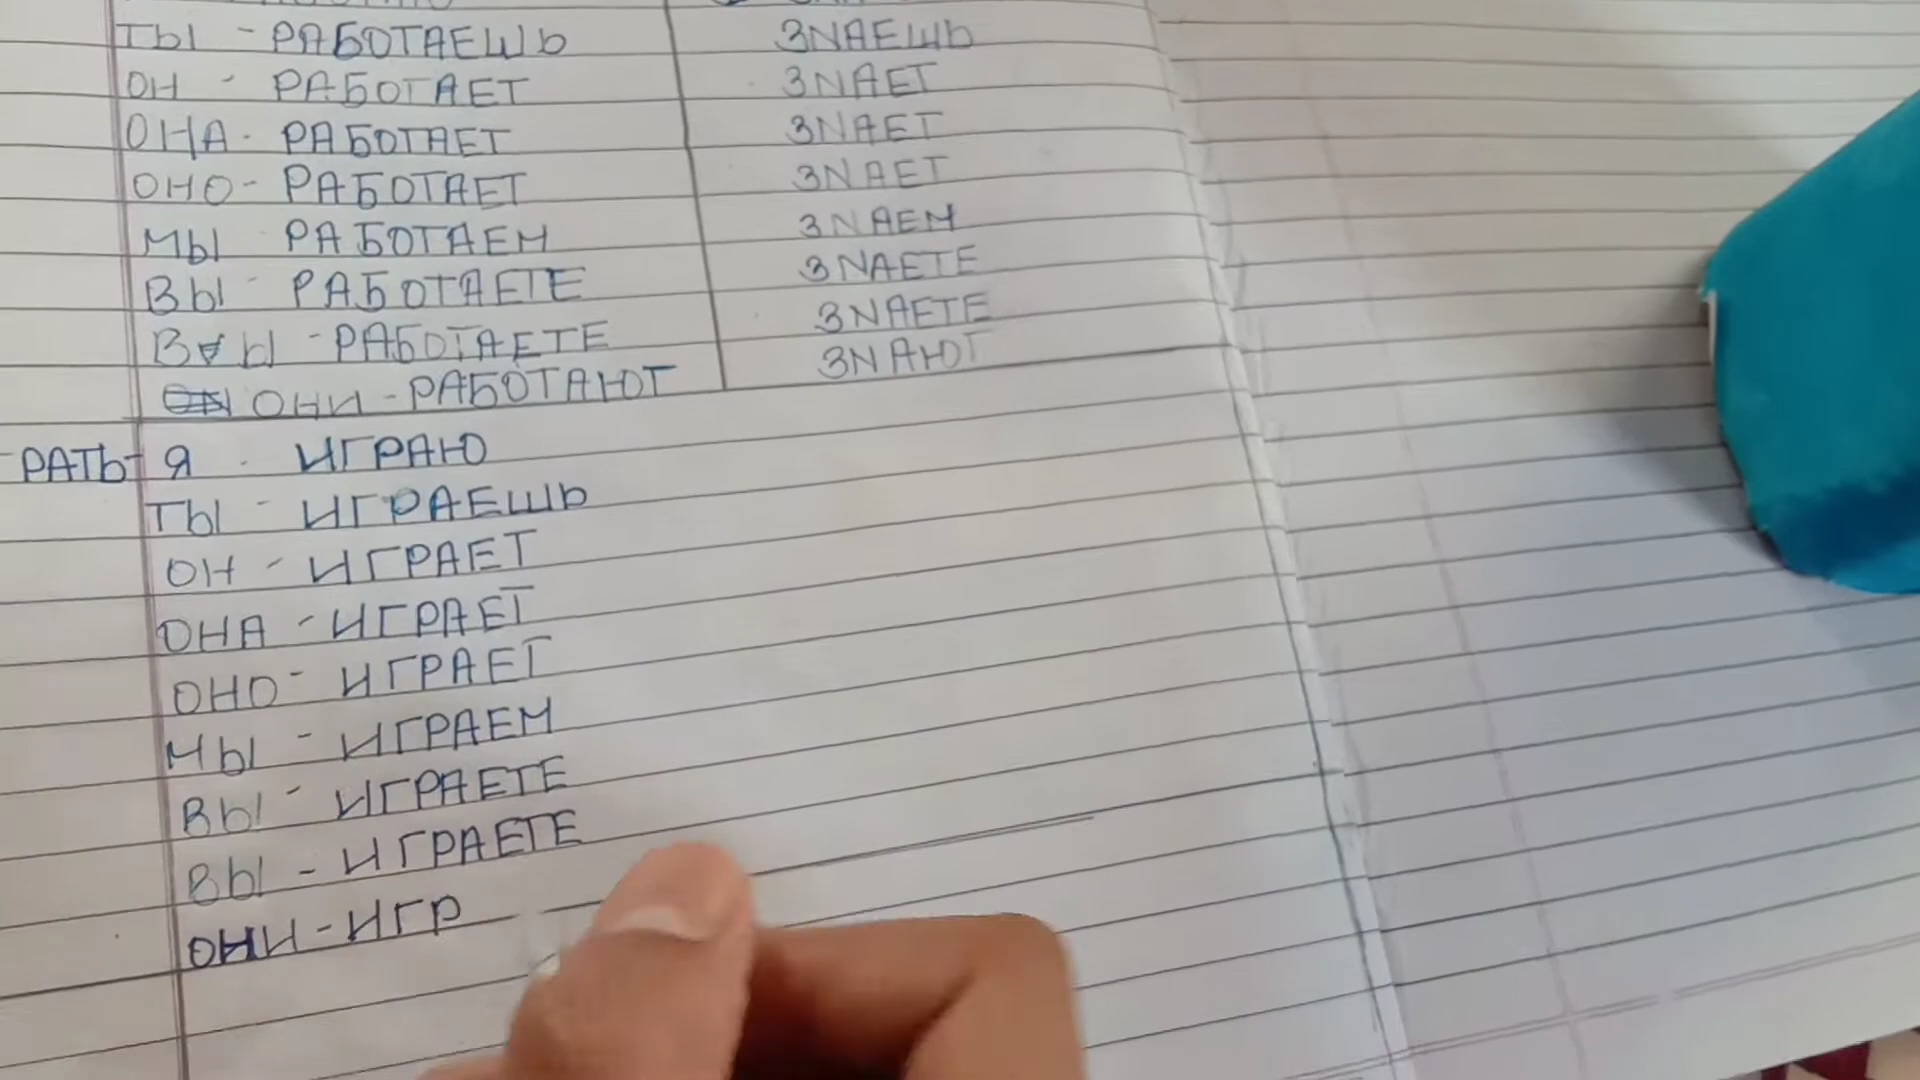 ТЫ - РАБОТАЕШЬ ЗNАЕШЬ
ОН - РАБОТАЕТ ЗNАЕТ
ОНА - РАБОТАЕТ ЗNАЕТ
ОНО - РАБОТАЕТ ЗNАЕТ
МЫ РАБОТАЕМ ЗNАЕМ
ВЫ - РАБОТАЕТЕ ЗNАЕТЕ
ВЫ - РАБОТАЕТЕ ЗNАЕТЕ
ОНИ - РАБОТАЮТ ЗNАЮТ
РАТЬ - Я - ИГРАЮ
ТЫ - ИГРАЕШЬ
ОН - ИГРАЕТ
ОНА - ИГРАЕТ
ОНО - ИГРАЕТ
МЫ - ИГРАЕМ
ВЫ - ИГРАЕТЕ
ВЫ - ИГРАЕТЕ
ОНИ - ИГР